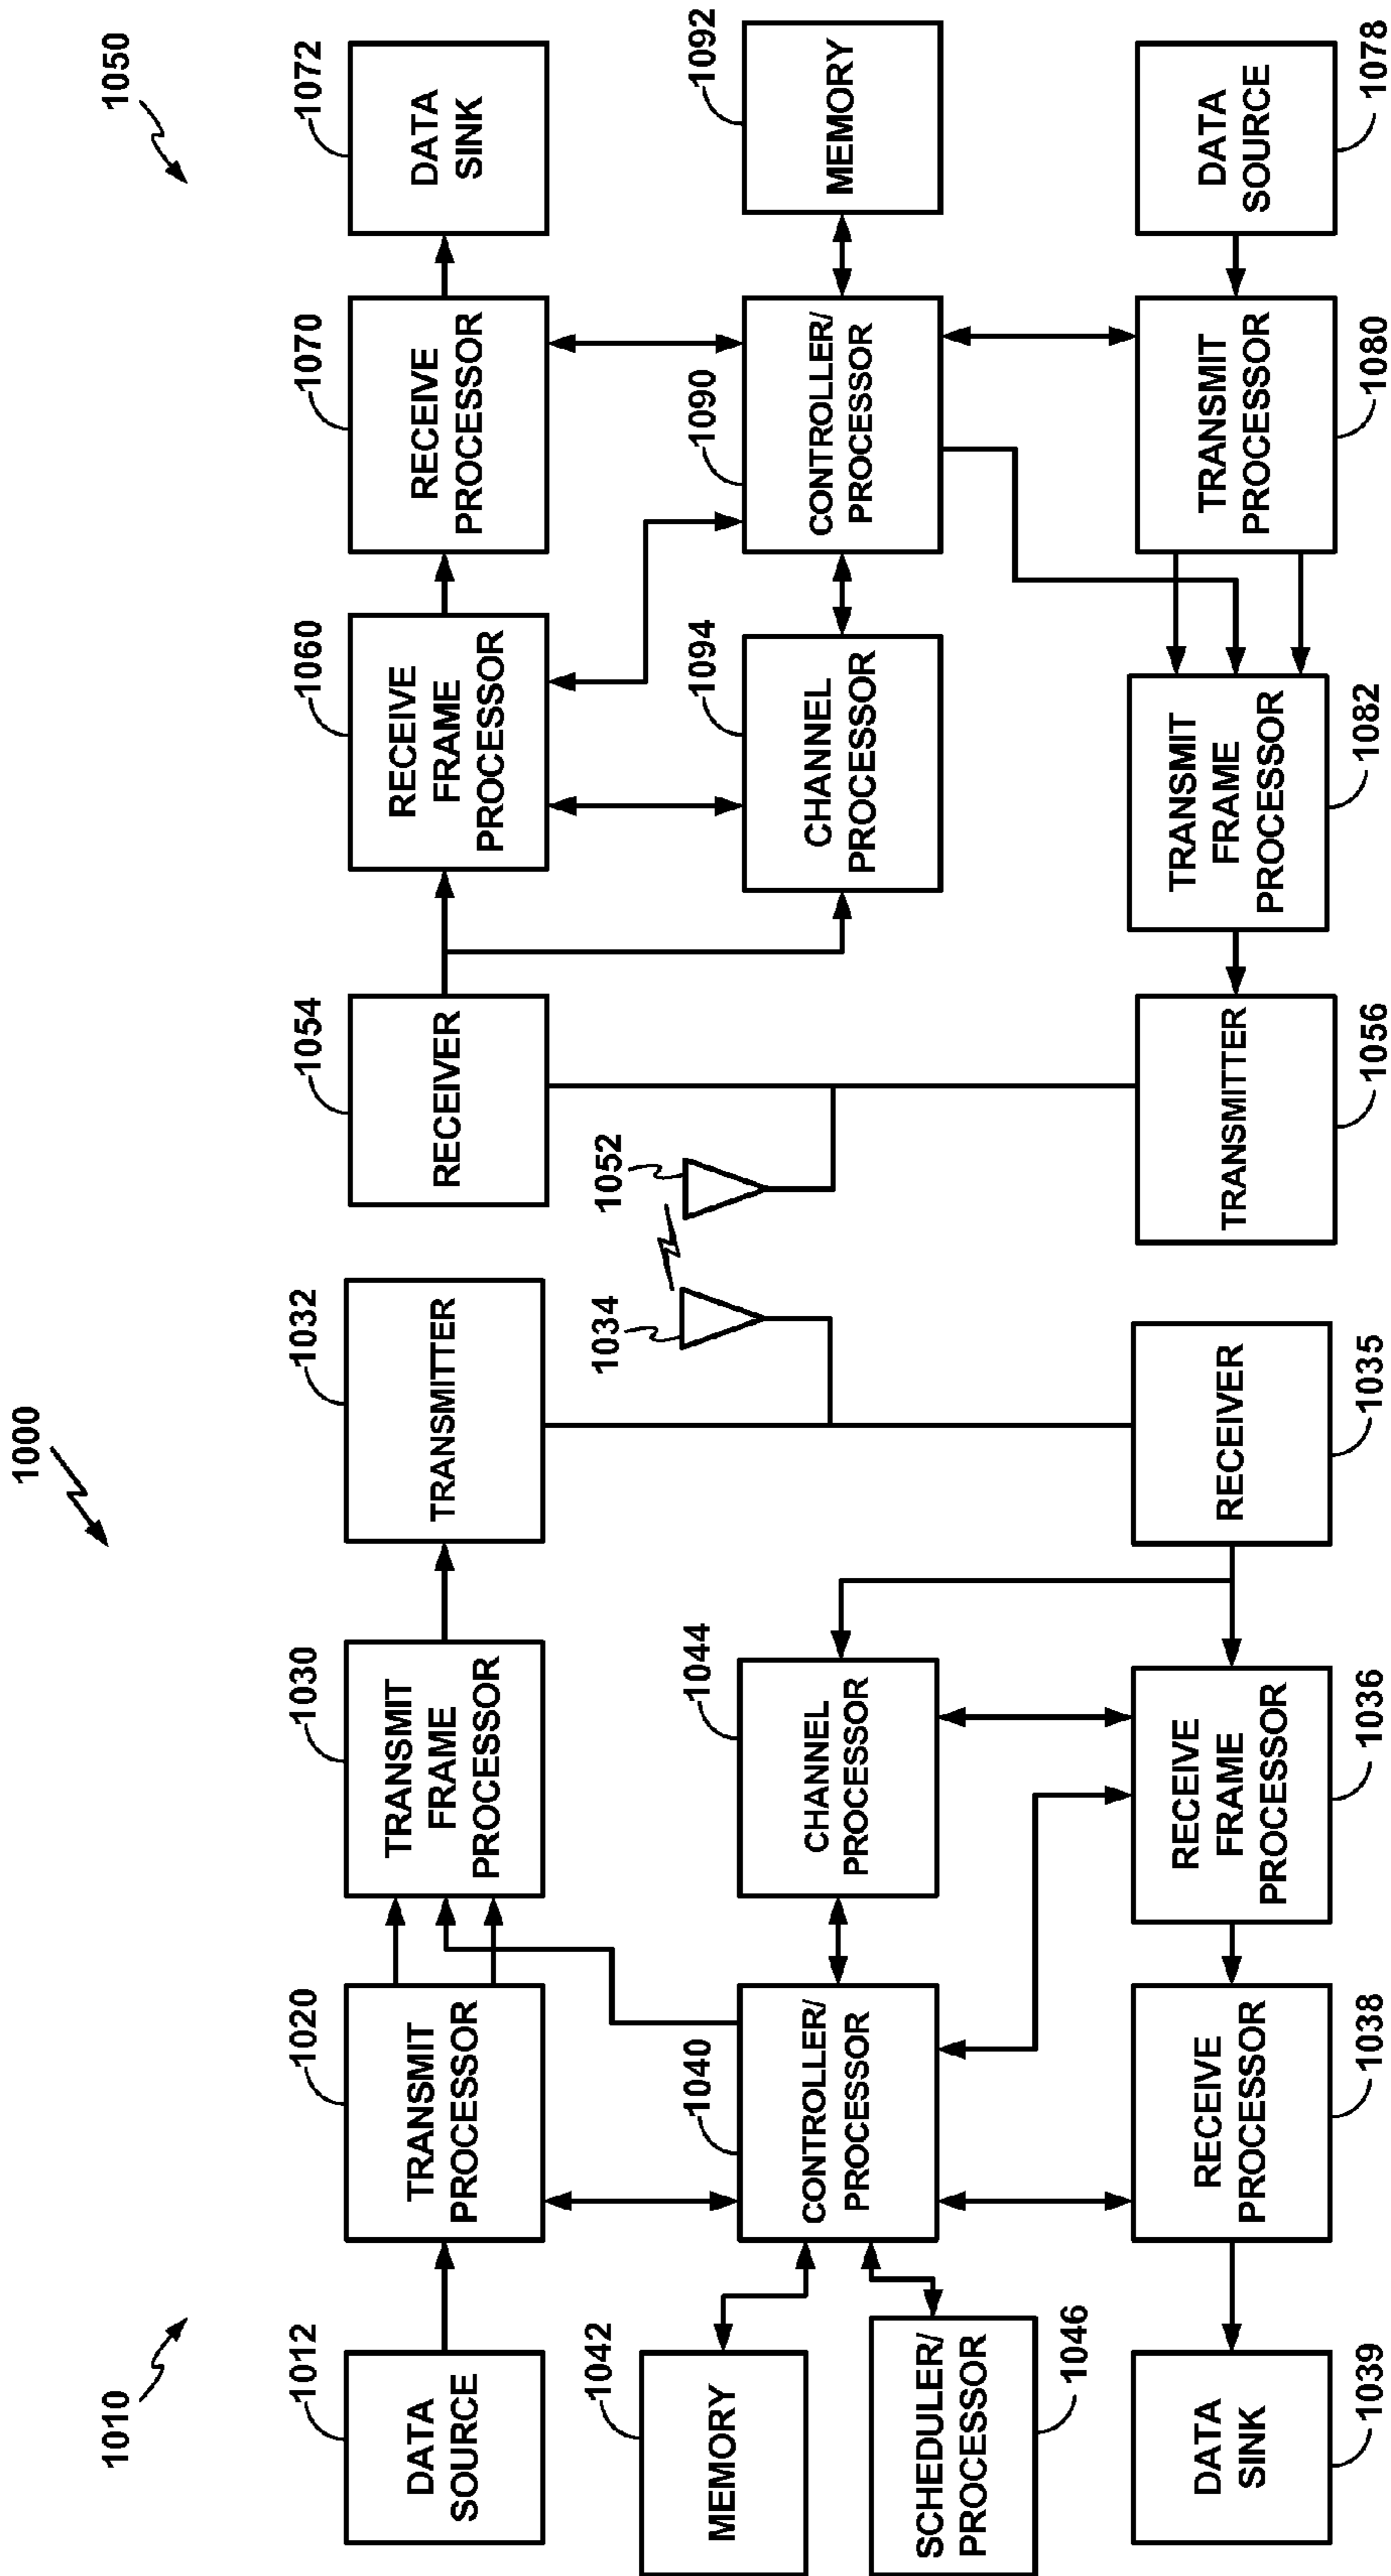 1000
1010
1050
1012
DATA
SOURCE
1020
TRANSMIT
PROCESSOR
1030
TRANSMIT
FRAME
PROCESSOR
1032
TRANSMITTER
1054
RECEIVER
1060
RECEIVE
FRAME
PROCESSOR
1070
RECEIVE
PROCESSOR
1072
DATA
SINK
1042
MEMORY
1040
CONTROLLER/
PROCESSOR
1044
CHANNEL
PROCESSOR
1034
1052
1094
CHANNEL
PROCESSOR
1090
CONTROLLER/
PROCESSOR
1092
MEMORY
SCHEDULER/
PROCESSOR
1046
DATA
SINK
1039
RECEIVE
PROCESSOR
1038
RECEIVE
FRAME
PROCESSOR
1036
RECEIVER
1035
TRANSMITTER
1056
TRANSMIT
FRAME
PROCESSOR
1082
TRANSMIT
PROCESSOR
1080
DATA
SOURCE
1078